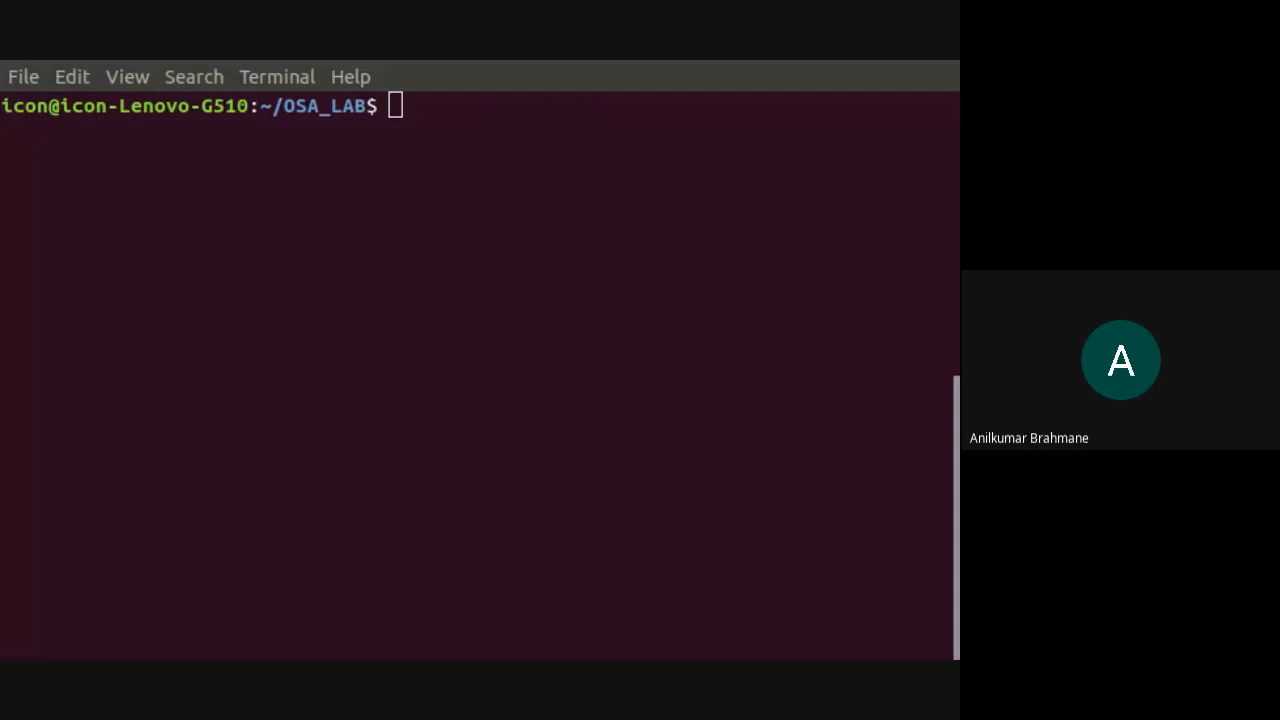 File Edit View Search Terminal Help
icon@icon-Lenovo-G510:~/OSA_LAB$
A
Anilkumar Brahmane